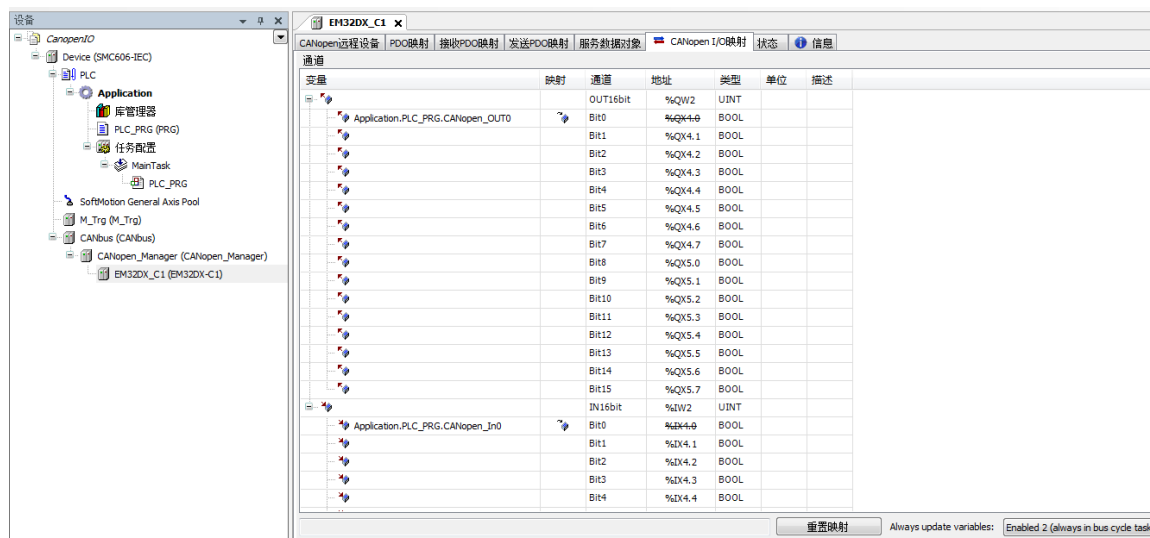 设备
CanopenIO
Device (SMC606-IEC)
PLC
Application
库管理器
PLC_PRG (PRG)
任务配置
MainTask
PLC_PRG
SoftMotion General Axis Pool
M_Trg (M_Trg)
CANbus (CANbus)
CANopen_Manager (CANopen_Manager)
EM32DX_C1 (EM32DX-C1)
EM32DX_C1
CANopen远程设备 PDO映射 接收PDO映射 发送PDO映射 服务数据对象 CANopen I/O映射 状态 信息
通道
变量 映射 通道 地址 类型 单位 描述
OUT16bit %QW2 UINT
Application.PLC_PRG.CANopen_OUT0 Bit0 %QX4.0 BOOL
Bit1 %QX4.1 BOOL
Bit2 %QX4.2 BOOL
Bit3 %QX4.3 BOOL
Bit4 %QX4.4 BOOL
Bit5 %QX4.5 BOOL
Bit6 %QX4.6 BOOL
Bit7 %QX4.7 BOOL
Bit8 %QX5.0 BOOL
Bit9 %QX5.1 BOOL
Bit10 %QX5.2 BOOL
Bit11 %QX5.3 BOOL
Bit12 %QX5.4 BOOL
Bit13 %QX5.5 BOOL
Bit14 %QX5.6 BOOL
Bit15 %QX5.7 BOOL
IN16bit %IW2 UINT
Application.PLC_PRG.CANopen_In0 Bit0 %IX4.0 BOOL
Bit1 %IX4.1 BOOL
Bit2 %IX4.2 BOOL
Bit3 %IX4.3 BOOL
Bit4 %IX4.4 BOOL
重置映射 Always update variables: Enabled 2 (always in bus cycle task